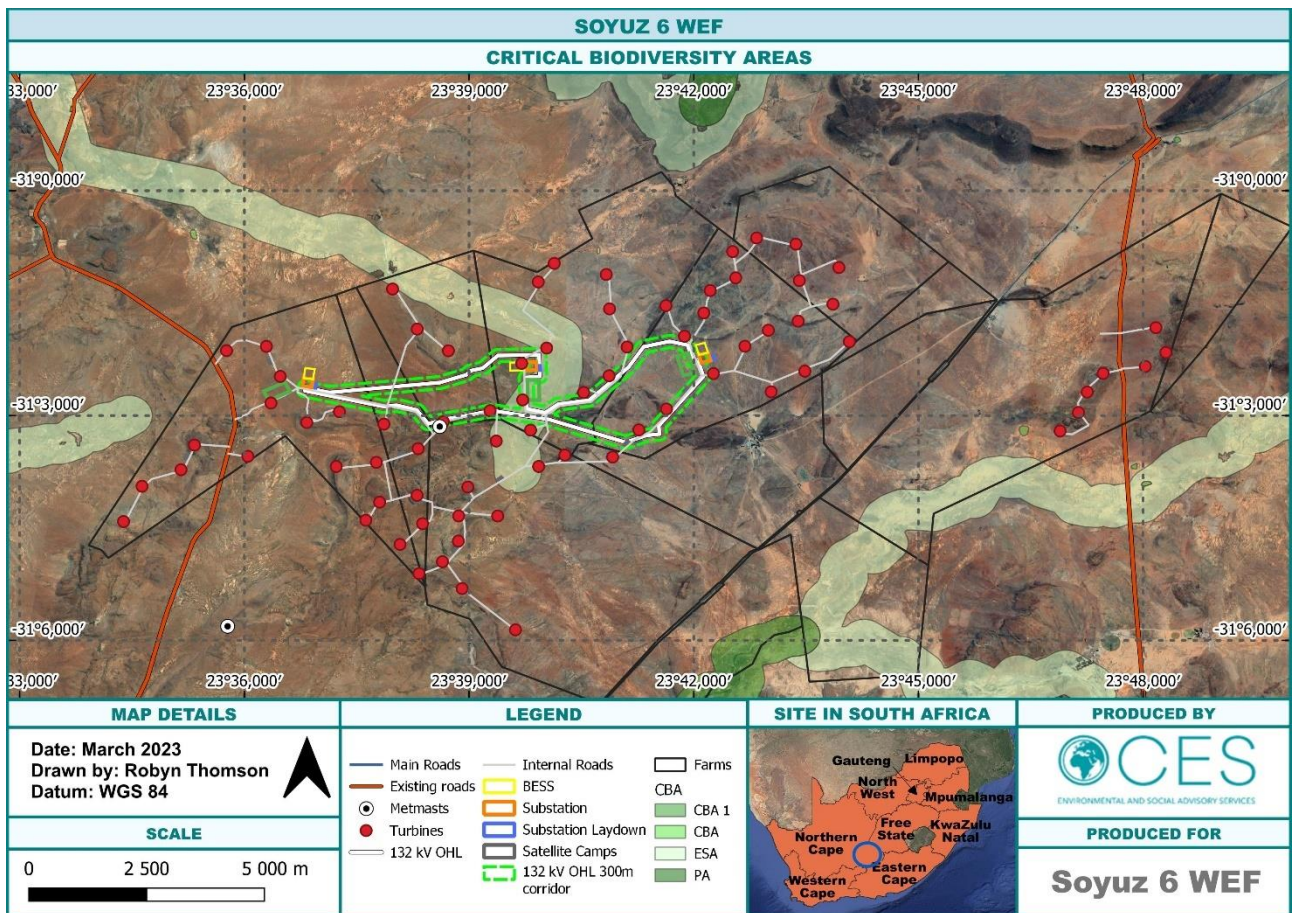 SOYUZ 6 WEF
CRITICAL BIODIVERSITY AREAS
33,000' 23°36,000' 23°39,000' 23°42,000' 23°45,000' 23°48,000'
-31°0,000' -31°0,000'
-31°3,000' -31°3,000'
-31°6,000' -31°6,000'
33,000' 23°36,000' 23°39,000' 23°42,000' 23°45,000' 23°48,000'
MAP DETAILS
Date: March 2023
Drawn by: Robyn Thomson
Datum: WGS 84
SCALE
0 2 500 5 000 m
LEGEND
Main Roads
Existing roads
Metmasts
Turbines
132 kV OHL
Internal Roads
BESS
Substation
Substation Laydown
Satellite Camps
132 kV OHL 300m
corridor
Farms
CBA
CBA 1
CBA
ESA
PA
SITE IN SOUTH AFRICA
Limpopo
Gauteng
North
West
Mpumalanga
Free
State
KwaZulu
Natal
Northern
Cape
Eastern
Cape
Western
Cape
PRODUCED BY
CES
ENVIRONMENTAL AND SOCIAL ADVISORY SERVICES
PRODUCED FOR
Soyuz 6 WEF